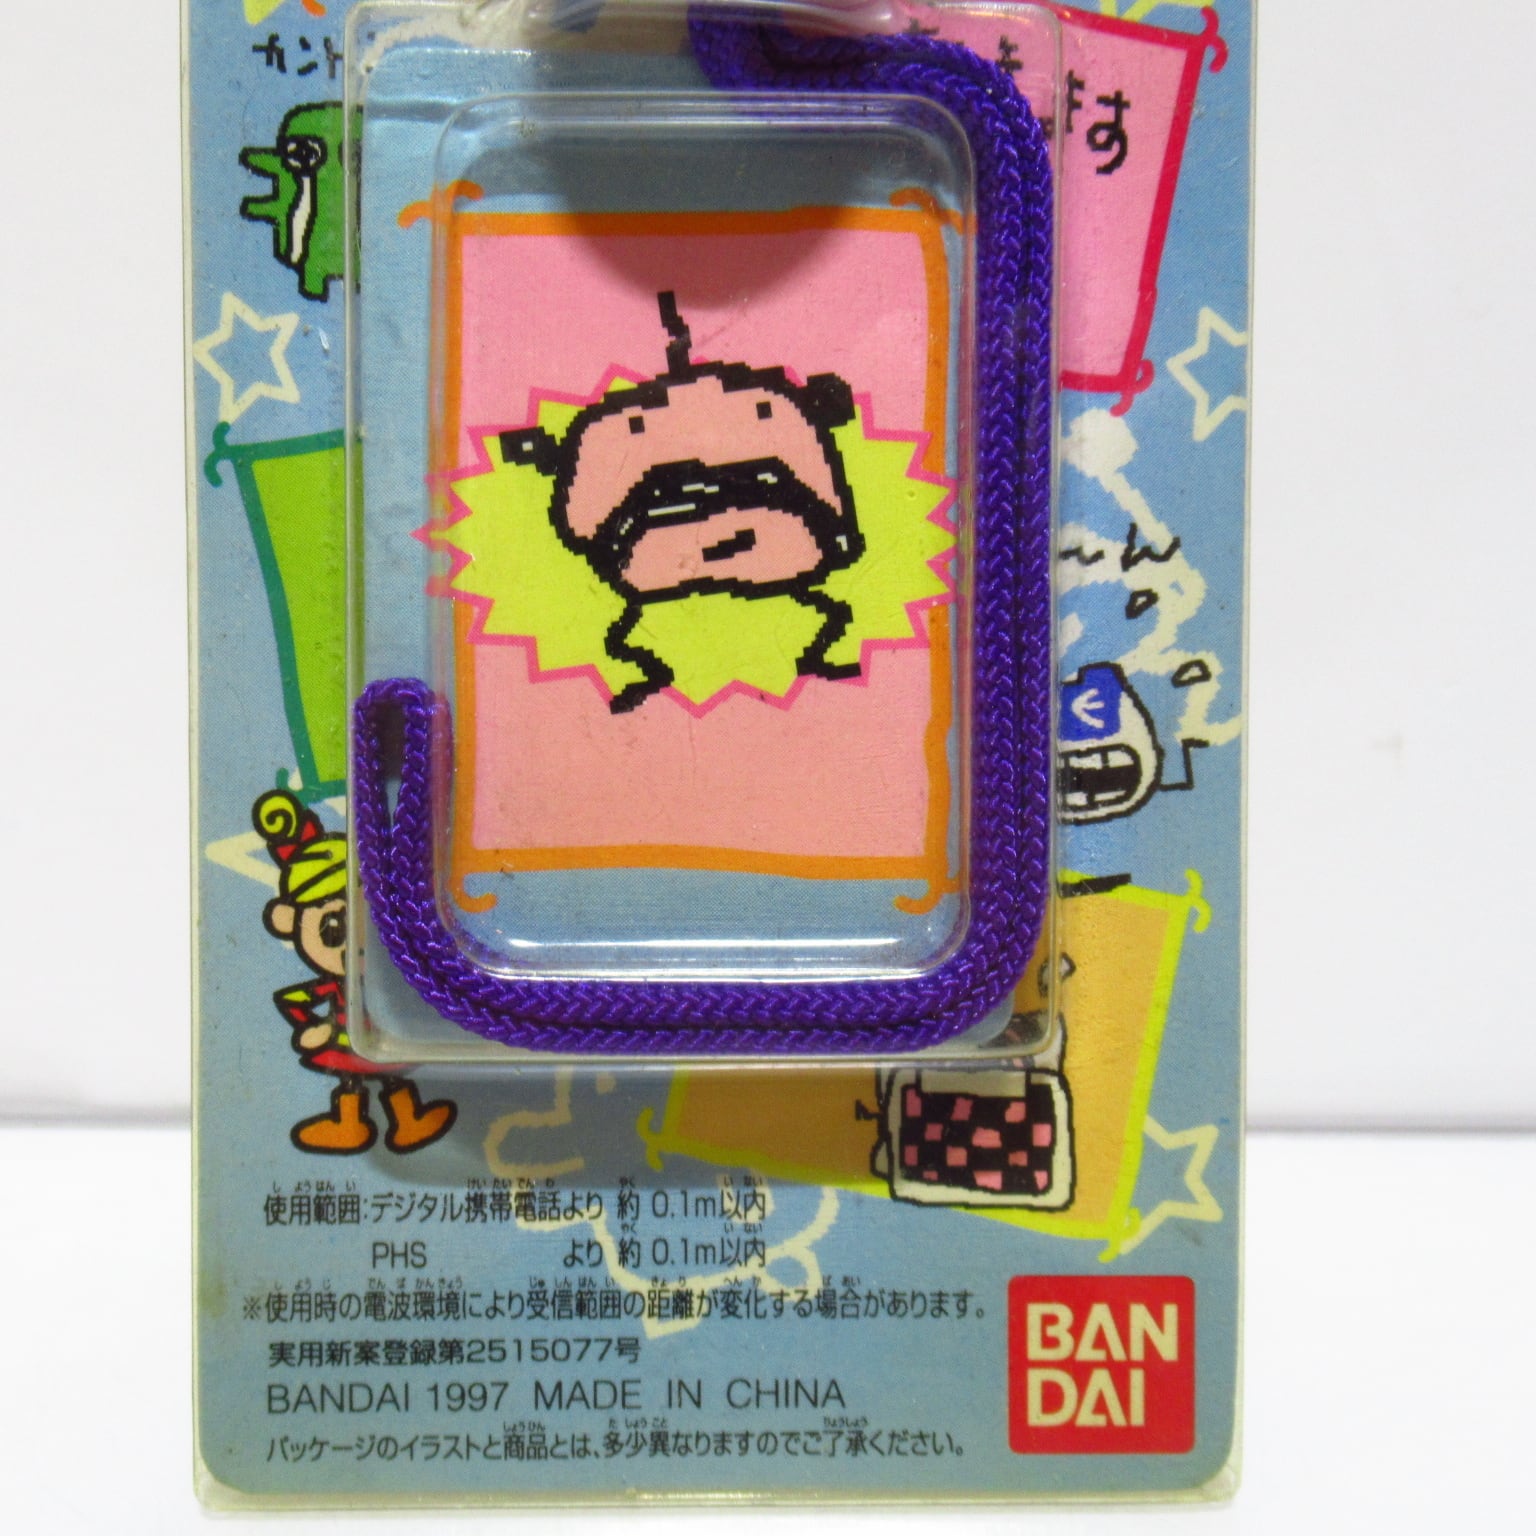 カント
ます
使用範囲:デジタル携帯電話より 約 0.1m以内
PHS より 約 0.1m以内
※使用時の電波環境により受信範囲の距離が変化する場合があります。
実用新案登録第2515077号
BANDAI 1997 MADE IN CHINA
パッケージのイラストと商品とは、多少異なりますのでご了承ください。
BAN
DAI